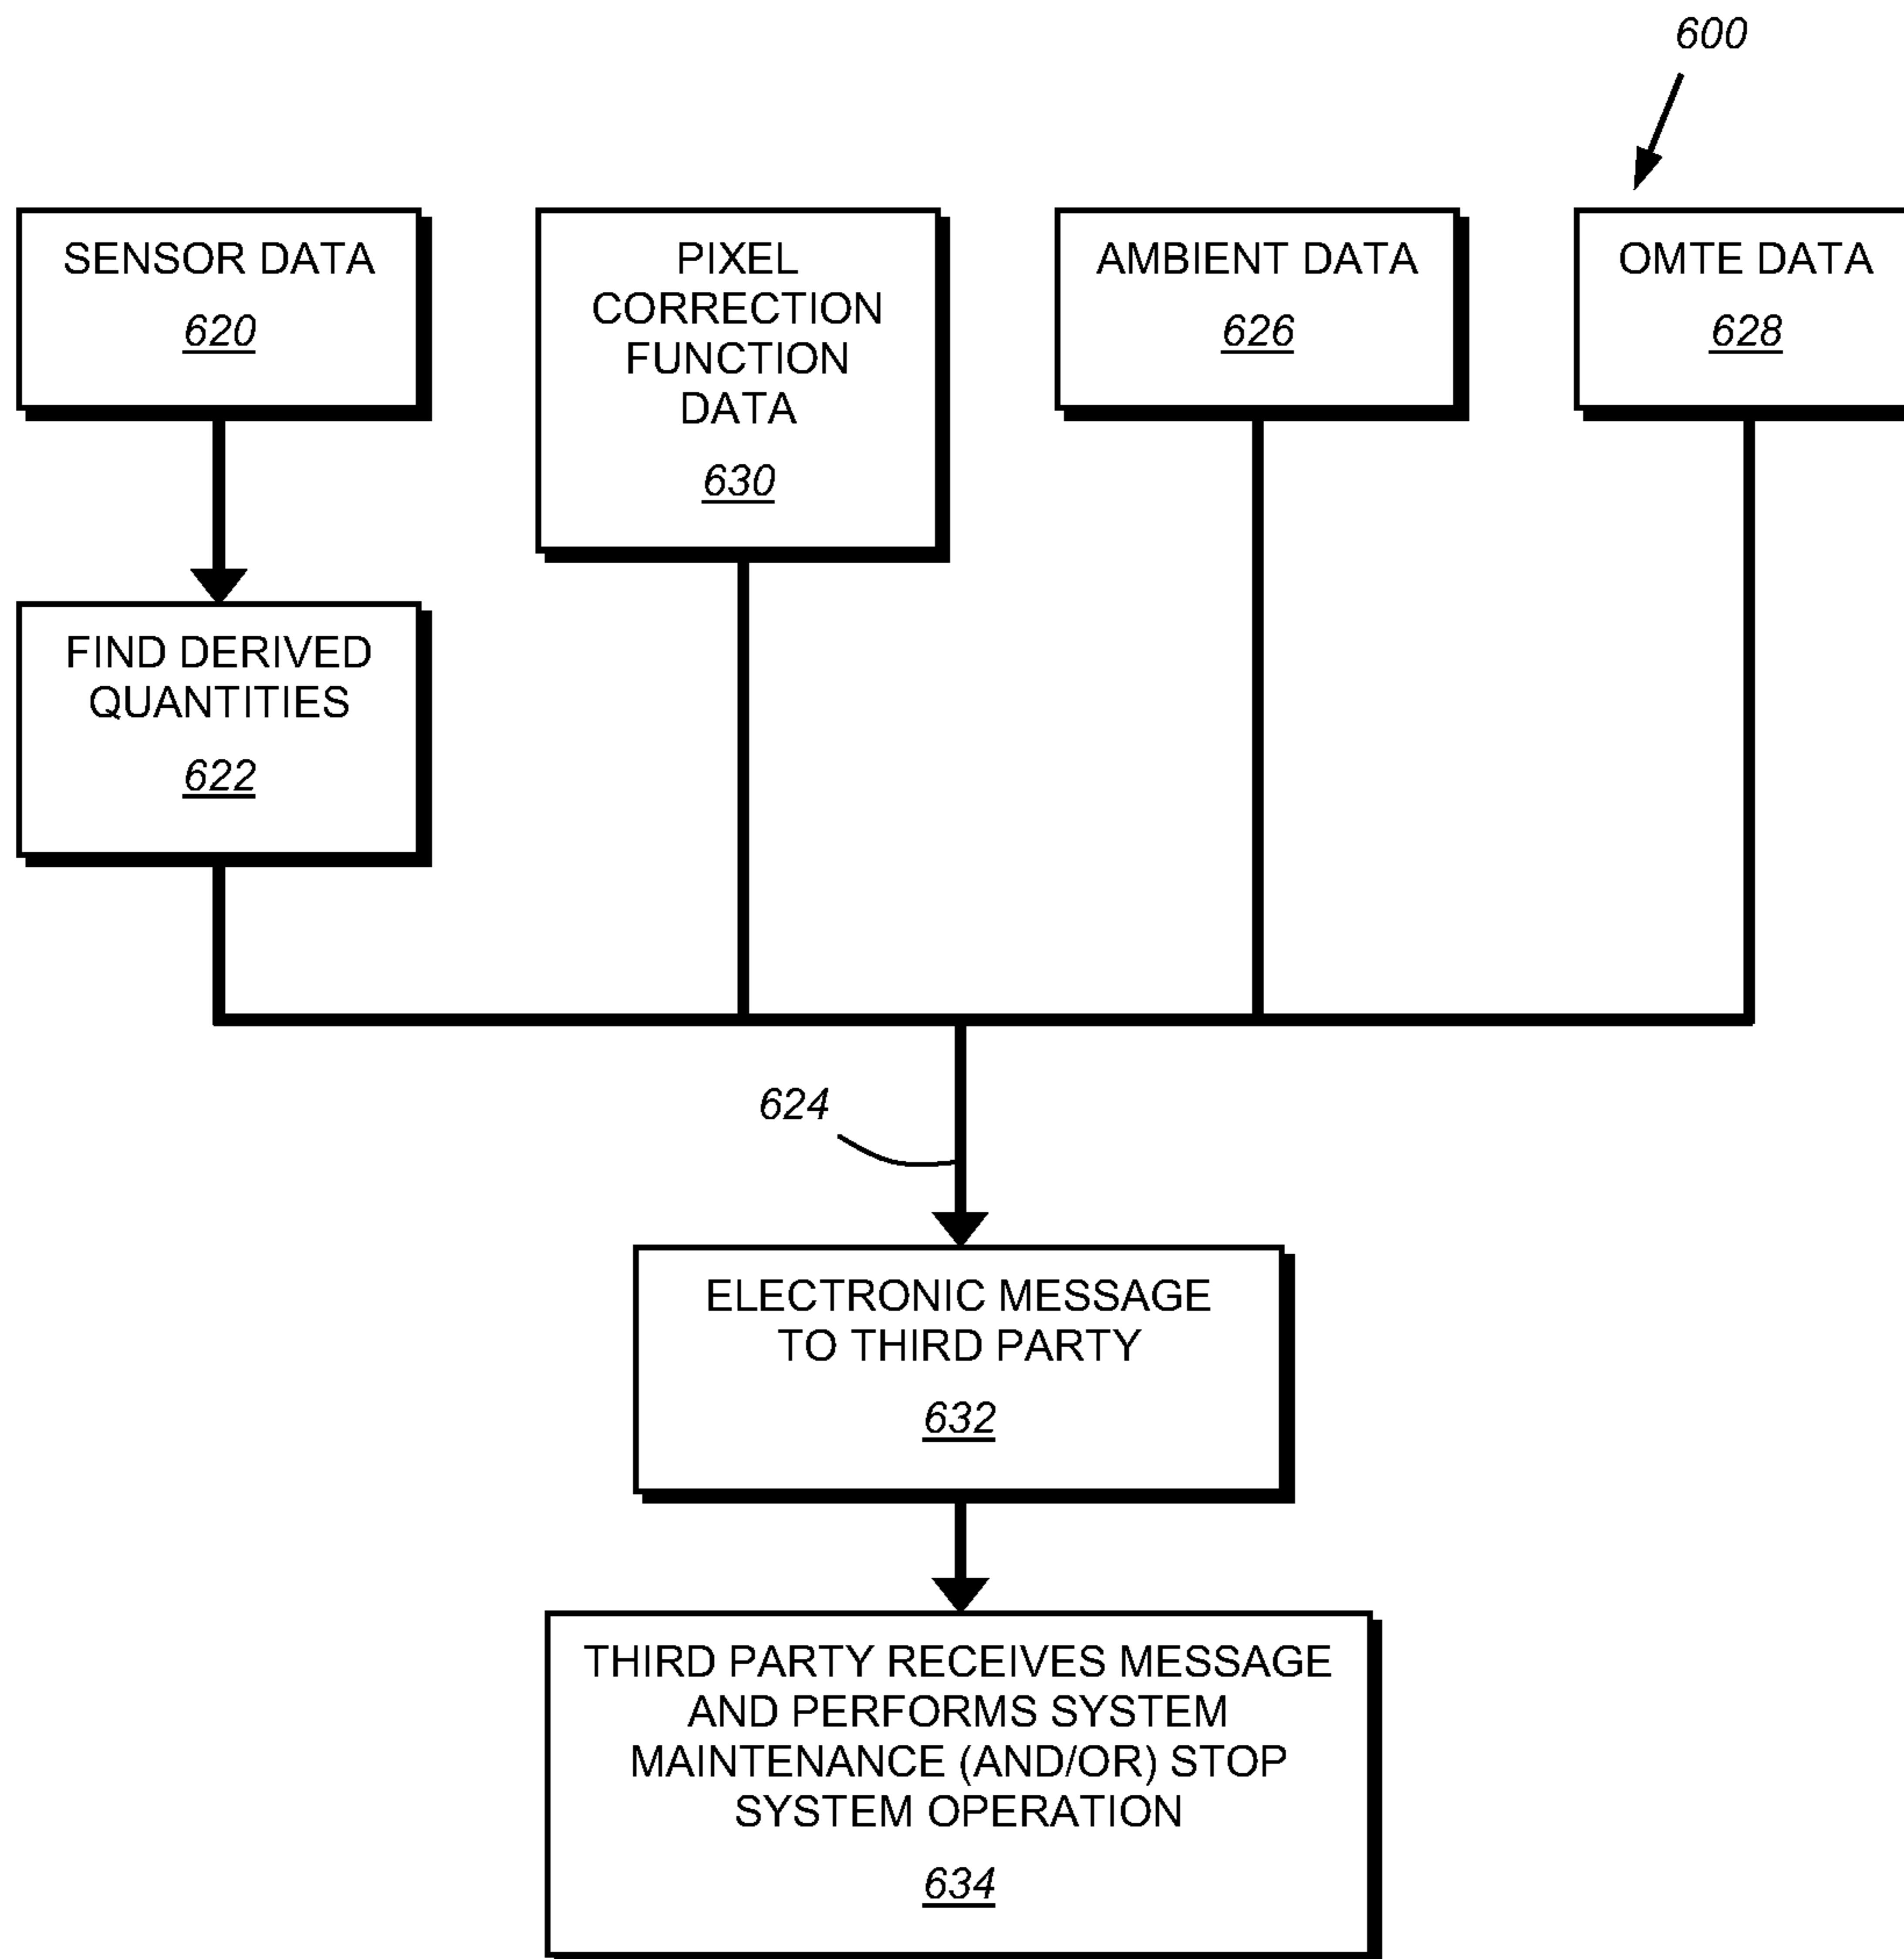 600
SENSOR DATA
620
PIXEL
CORRECTION
FUNCTION
DATA
630
AMBIENT DATA
626
OMTE DATA
628
FIND DERIVED
QUANTITIES
622
624
ELECTRONIC MESSAGE
TO THIRD PARTY
632
THIRD PARTY RECEIVES MESSAGE
AND PERFORMS SYSTEM
MAINTENANCE (AND/OR) STOP
SYSTEM OPERATION
634